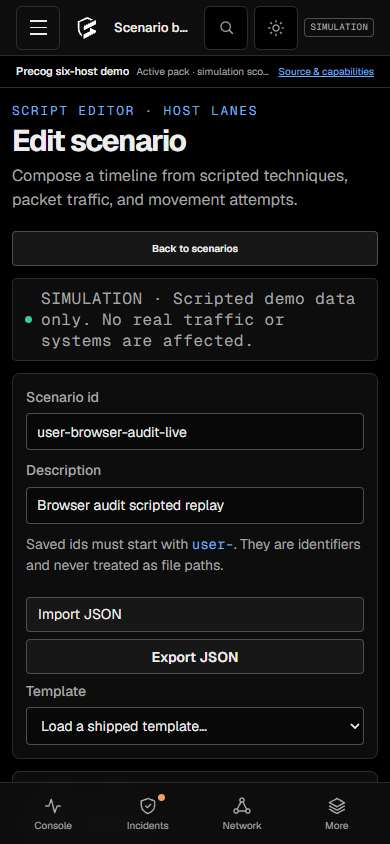 Scenario b...
SIMULATION
Precog six-host demo Active pack · simulation sco... Source & capabilities
SCRIPT EDITOR · HOST LANES
Edit scenario
Compose a timeline from scripted techniques,
packet traffic, and movement attempts.
Back to scenarios
SIMULATION · Scripted demo data
only. No real traffic or
systems are affected.
Scenario id
user-browser-audit-live
Description
Browser audit scripted replay
Saved ids must start with user-. They are identifiers
and never treated as file paths.
Import JSON
Export JSON
Template
Load a shipped template...
Console Incidents Network More